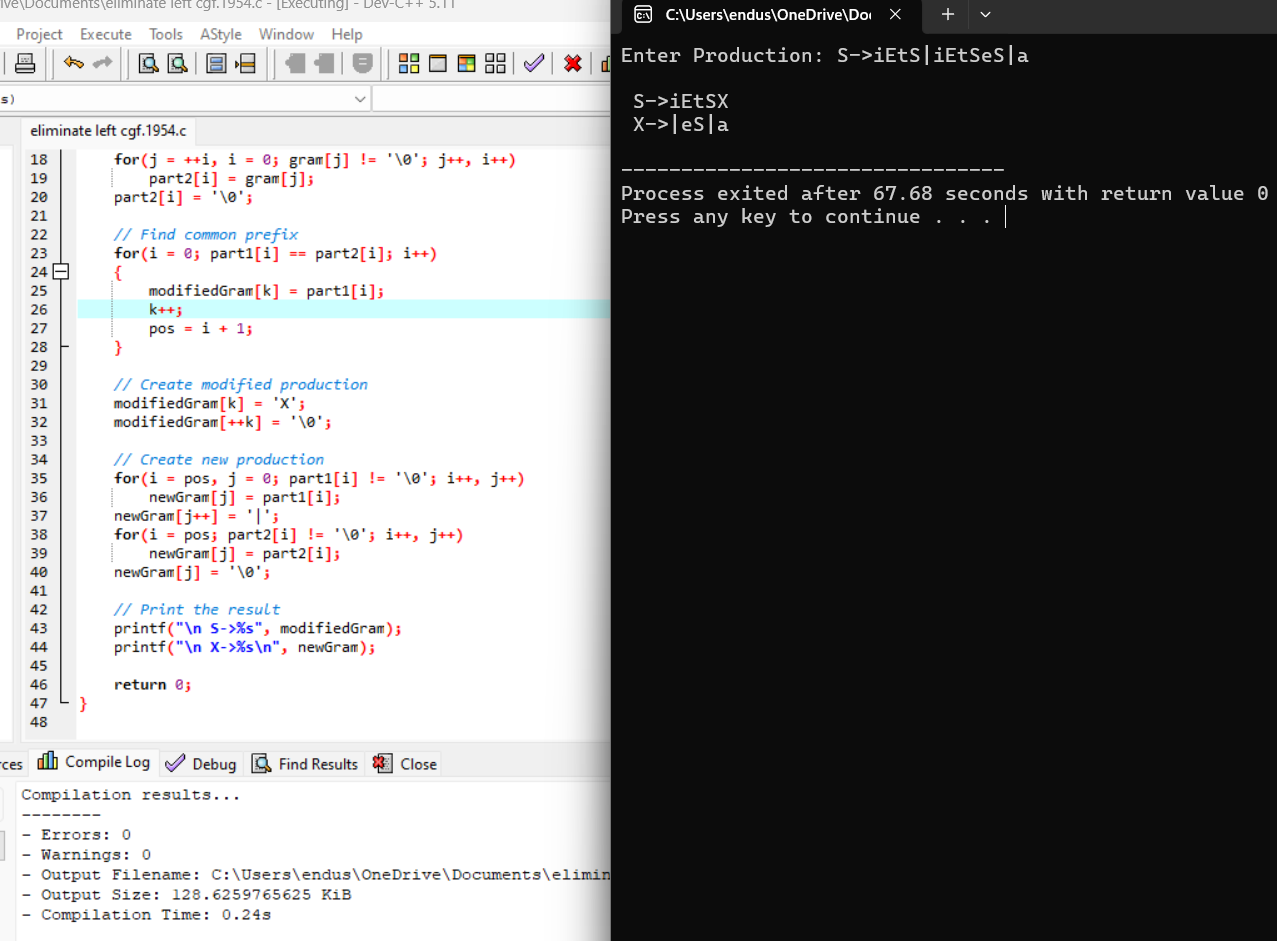 ive\Documents\eliminate left cgf.1954.c - [Executing] - Dev-C++ 5.11
Project Execute Tools AStyle Window Help
s)
eliminate left cgf.1954.c
18 for(j = ++i, i = 0; gram[j] != '\0'; j++, i++)
19 part2[i] = gram[j];
20 part2[i] = '\0';
21
22 // Find common prefix
23 for(i = 0; part1[i] == part2[i]; i++)
24 {
25 modifiedGram[k] = part1[i];
26 k++;
27 pos = i + 1;
28 }
29
30 // Create modified production
31 modifiedGram[k] = 'X';
32 modifiedGram[++k] = '\0';
33
34 // Create new production
35 for(i = pos, j = 0; part1[i] != '\0'; i++, j++)
36 newGram[j] = part1[i];
37 newGram[j++] = '|';
38 for(i = pos; part2[i] != '\0'; i++, j++)
39 newGram[j] = part2[i];
40 newGram[j] = '\0';
41
42 // Print the result
43 printf("\n S->%s", modifiedGram);
44 printf("\n X->%s\n", newGram);
45
46 return 0;
47 }
48
rces Compile Log Debug Find Results Close
Compilation results...
--------
- Errors: 0
- Warnings: 0
- Output Filename: C:\Users\endus\OneDrive\Documents\elimin
- Output Size: 128.6259765625 KiB
- Compilation Time: 0.24s
C:\Users\endus\OneDrive\Do
Enter Production: S->iEtS|iEtSeS|a
S->iEtSX
X->|eS|a
--------------------------------
Process exited after 67.68 seconds with return value 0
Press any key to continue . . .